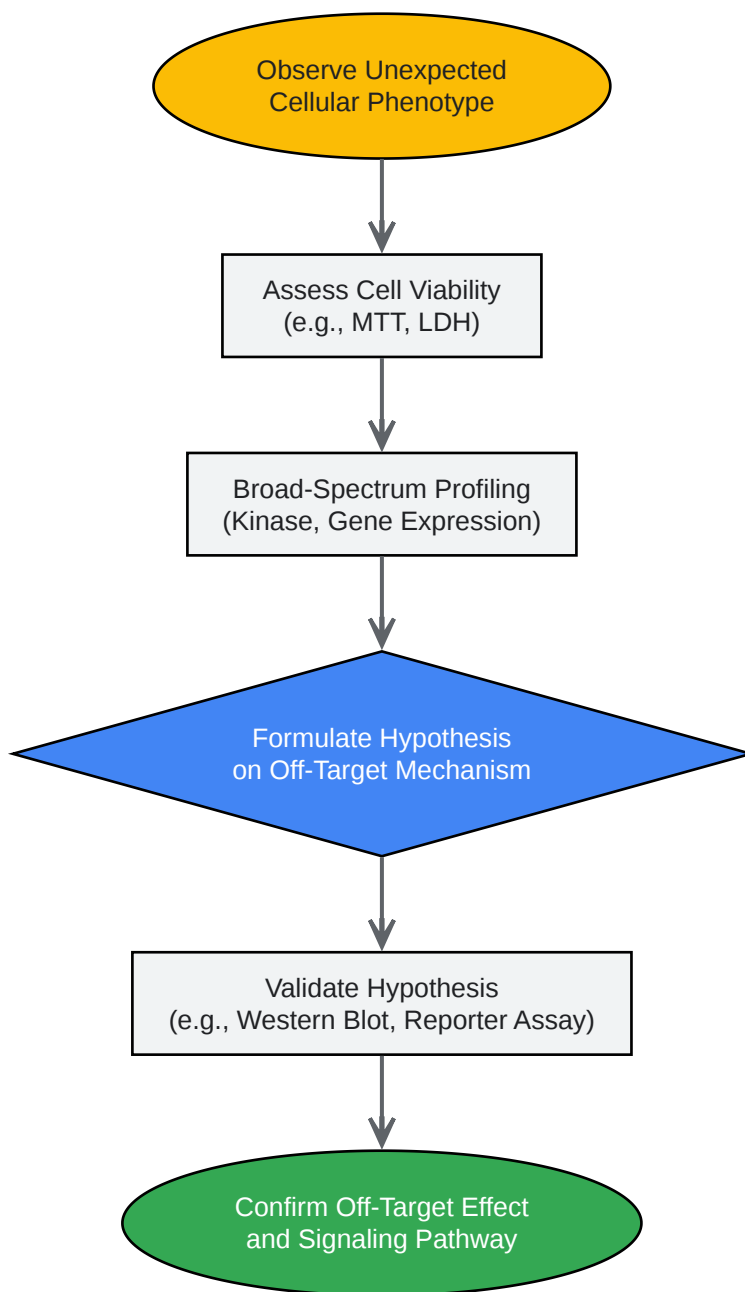 Observe Unexpected
Cellular Phenotype
Assess Cell Viability
(e.g., MTT, LDH)
Broad-Spectrum Profiling
(Kinase, Gene Expression)
Formulate Hypothesis
on Off-Target Mechanism
Validate Hypothesis
(e.g., Western Blot, Reporter Assay)
Confirm Off-Target Effect
and Signaling Pathway